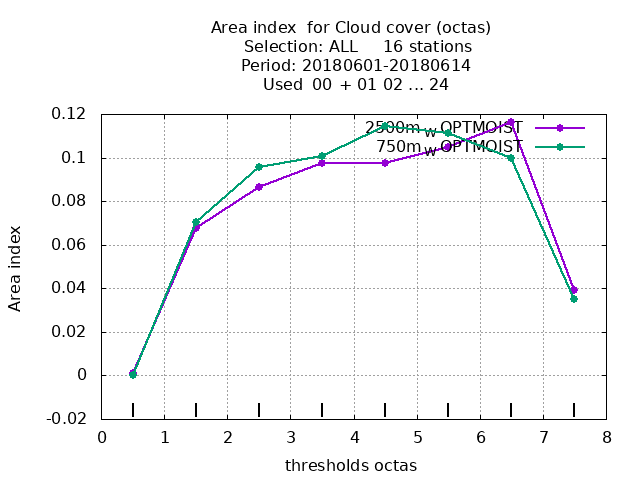 Area index  for Cloud cover (octas)
Selection: ALL     16 stations
Period: 20180601-20180614
Used  00 + 01 02 ... 24
0.12
0.1
0.08
0.06
0.04
0.02
0
-0.02
Area index
2500m_WOPTMOIST
750m_WOPTMOIST
0 1 2 3 4 5 6 7 8
thresholds octas